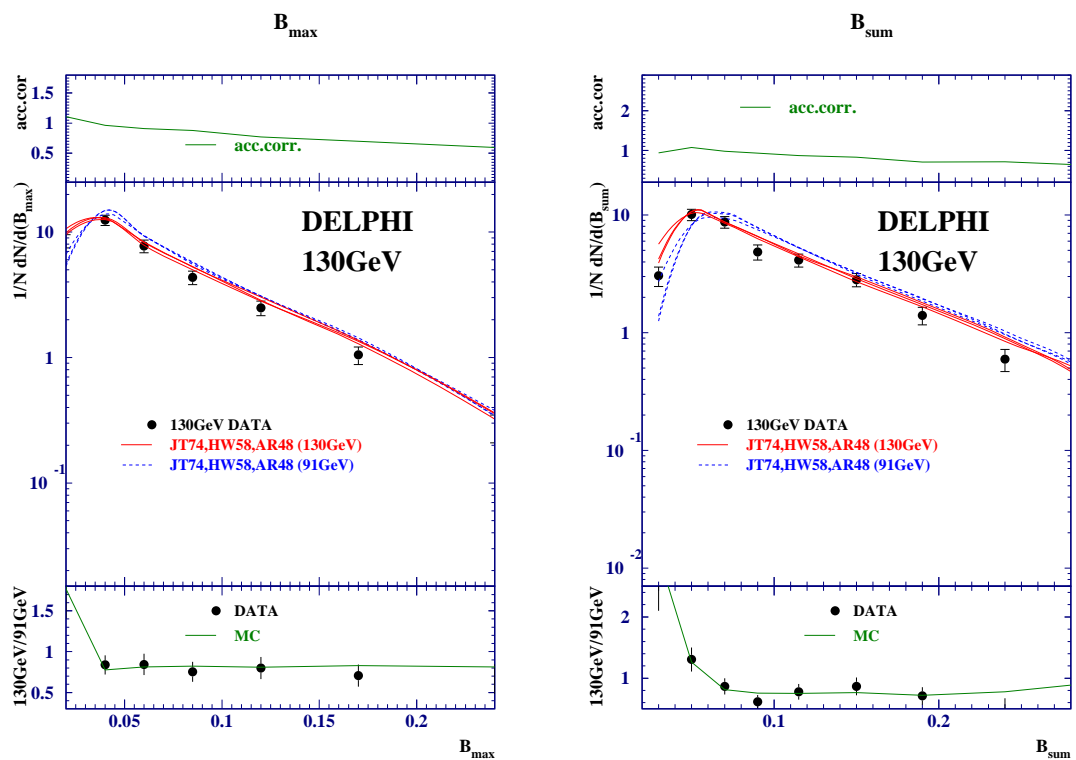 B_max
acc.cor
1.5
1
0.5
acc.corr.
1/N dN/d(B_max)
10
1
10^-1
DELPHI
130GeV
130GeV DATA
JT74,HW58,AR48 (130GeV)
JT74,HW58,AR48 (91GeV)
130GeV/91GeV
1.5
1
0.5
DATA
MC
0.05
0.1
0.15
0.2
B_max
B_sum
acc.cor
2
1
acc.corr.
1/N dN/d(B_sum)
10
1
10^-1
10^-2
DELPHI
130GeV
130GeV DATA
JT74,HW58,AR48 (130GeV)
JT74,HW58,AR48 (91GeV)
130GeV/91GeV
2
1
DATA
MC
0.1
0.2
B_sum